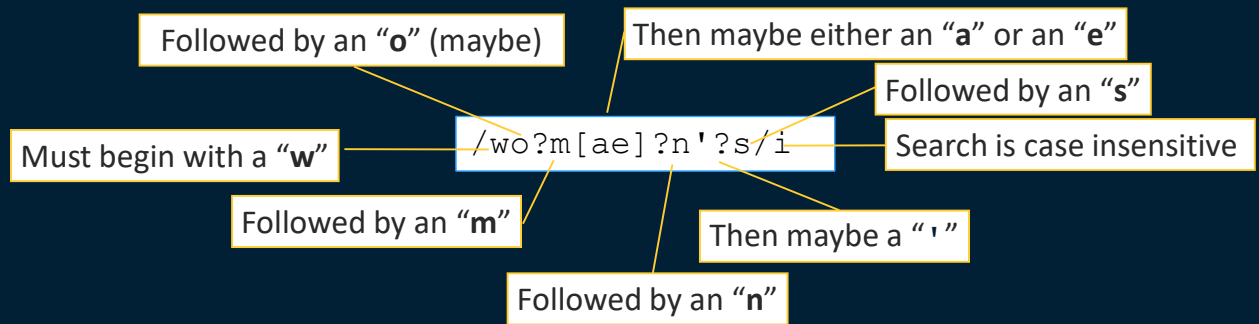 Followed by an “o” (maybe)
Then maybe either an “a” or an “e”
Followed by an “s”
/wo?m[ae]?n'?s/i
Must begin with a “w”
Search is case insensitive
Followed by an “m”
Then maybe a “'”
Followed by an “n”